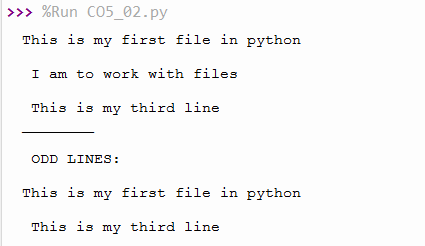 >>> %Run CO5_02.py
This is my first file in python
I am to work with files
This is my third line
_________
ODD LINES:
This is my first file in python
This is my third line